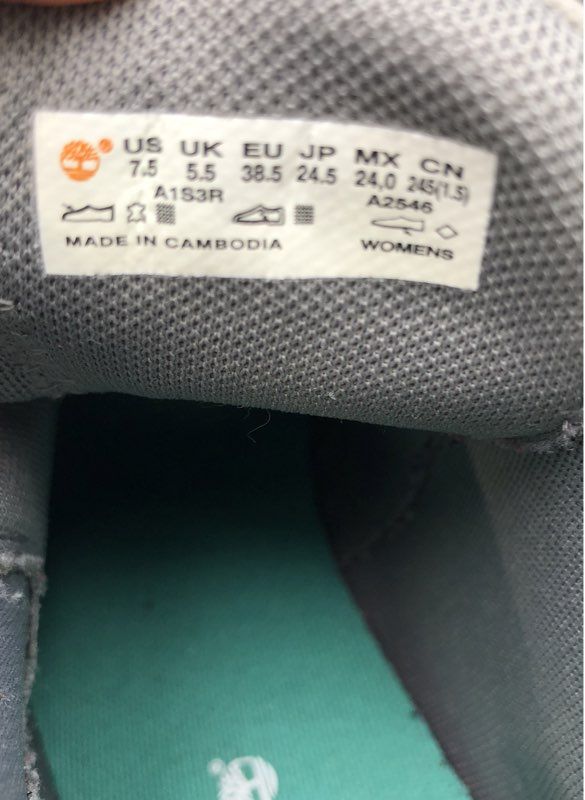 US UK EU JP MX CN
7.5 5.5 38.5 24.5 24,0 245(1.5)
A1S3R A2546
MADE IN CAMBODIA WOMENS